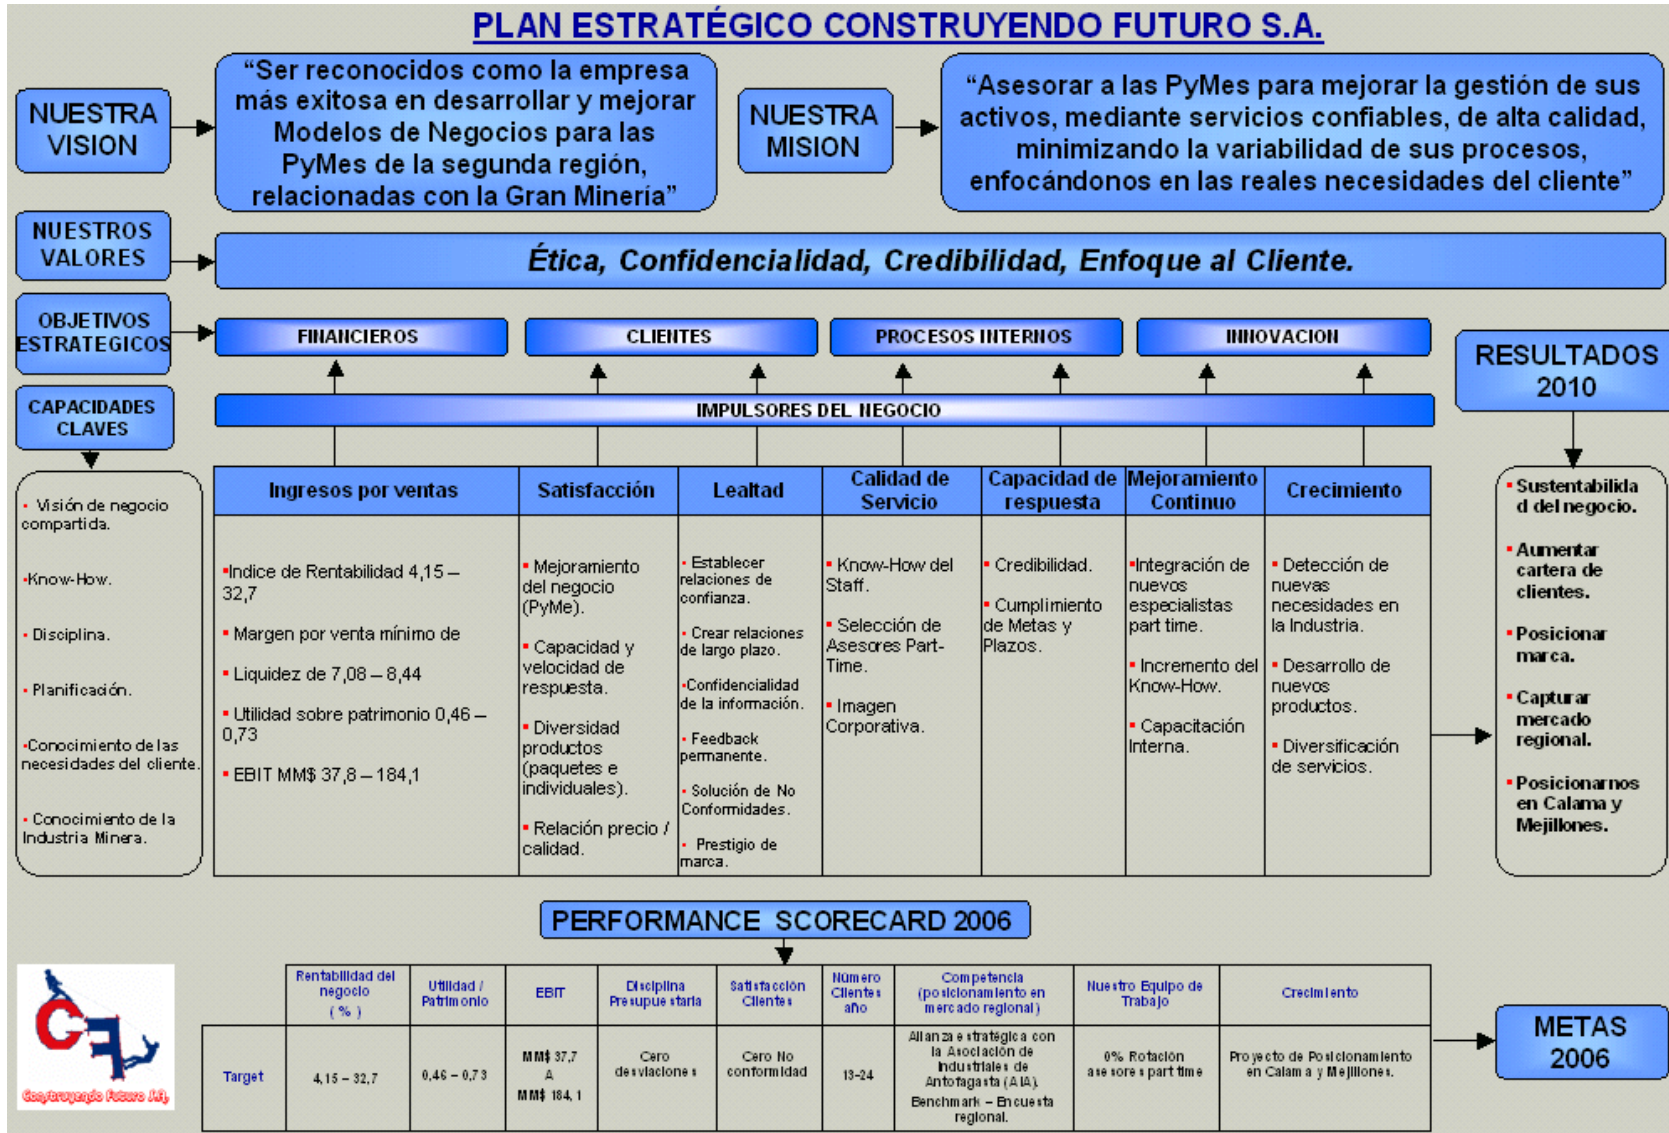 PLAN ESTRATÉGICO CONSTRUYENDO FUTURO S.A.
NUESTRA
VISION
“Ser reconocidos como la empresa
más exitosa en desarrollar y mejorar
Modelos de Negocios para las
PyMes de la segunda región,
relacionadas con la Gran Minería”
NUESTRA
MISION
“Asesorar a las PyMes para mejorar la gestión de sus
activos, mediante servicios confiables, de alta calidad,
minimizando la variabilidad de sus procesos,
enfocándonos en las reales necesidades del cliente”
NUESTROS
VALORES
Ética, Confidencialidad, Credibilidad, Enfoque al Cliente.
OBJETIVOS
ESTRATEGICOS
FINANCIEROS
CLIENTES
PROCESOS INTERNOS
INNOVACION
RESULTADOS
2010
CAPACIDADES
CLAVES
IMPULSORES DEL NEGOCIO
▪ Visión de negocio
compartida.
▪Know-How.
▪ Disciplina.
▪ Planificación.
▪Conocimiento de las
necesidades del cliente.
▪ Conocimiento de la
Industria Minera.
Ingresos por ventas
▪Indice de Rentabilidad 4,15 –
32,7
▪ Margen por venta mínimo de
▪ Liquidez de 7,08 – 8,44
▪ Utilidad sobre patrimonio 0,46 –
0,73
▪ EBIT MM$ 37,8 – 184,1
Satisfacción
▪ Mejoramiento
del negocio
(PyMe).
▪ Capacidad y
velocidad de
respuesta.
▪ Diversidad
productos
(paquetes e
individuales).
▪ Relación precio /
calidad.
Lealtad
▪ Establecer
relaciones de
confianza.
▪ Crear relaciones
de largo plazo.
▪Confidencialidad
de la información.
▪ Feedback
permanente.
▪ Solución de No
Conformidades.
▪ Prestigio de
marca.
Calidad de
Servicio
▪ Know-How del
Staff.
▪ Selección de
Asesores Part-
Time.
▪ Imagen
Corporativa.
Capacidad de
respuesta
▪ Credibilidad.
▪ Cumplimiento
de Metas y
Plazos.
Mejoramiento
Continuo
▪Integración de
nuevos
especialistas
part time.
▪ Incremento del
Know-How.
▪ Capacitación
Interna.
Crecimiento
▪ Detección de
nuevas
necesidades en
la Industria.
▪ Desarrollo de
nuevos
productos.
▪ Diversificación
de servicios.
▪Sustentabilida
d del negocio.
▪ Aumentar
cartera de
clientes.
▪ Posicionar
marca.
▪ Capturar
mercado
regional.
▪Posicionarnos
en Calama y
Mejillones.
PERFORMANCE SCORECARD 2006
Rentabilidad del
negocio
( % )
Utilidad /
Patrimonio
EBIT
Disciplina
Presupuestaria
Satisfacción
Clientes
Número
Clientes
año
Competencia
(posicionamiento en
mercado regional)
Nuestro Equipo de
Trabajo
Crecimiento
Target
4,15 – 32,7
0,46 – 0,73
MM$ 37,7
A
MM$ 184,1
Cero
desviaciones
Cero No
conformidad
13-24
Alianza estratégica con
la Asociación de
Industriales de
Antofagasta (AIA).
Benchmark – Encuesta
regional.
0% Rotación
asesores part time
Proyecto de Posicionamiento
en Calama y Mejillones.
METAS
2006
CF
Construyendo Futuro S.A.